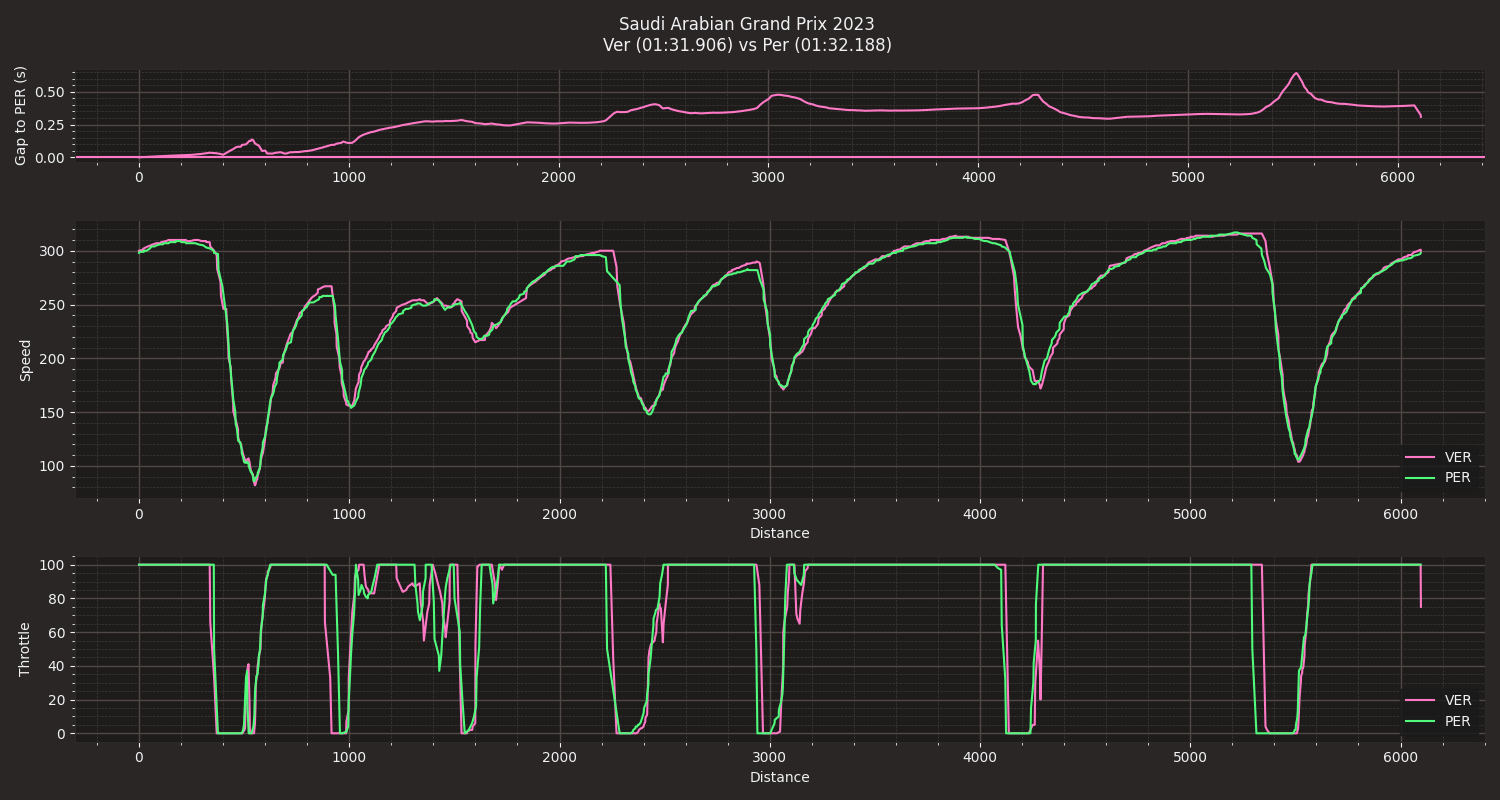 Saudi Arabian Grand Prix 2023
Ver (01:31.906) vs Per (01:32.188)
Gap to PER (s)
0.50
0.25
0.00
0 1000 2000 3000 4000 5000 6000
Speed
300
250
200
150
100
VER
PER
0 1000 2000 3000 4000 5000 6000
Distance
Throttle
100
80
60
40
20
0
VER
PER
0 1000 2000 3000 4000 5000 6000
Distance